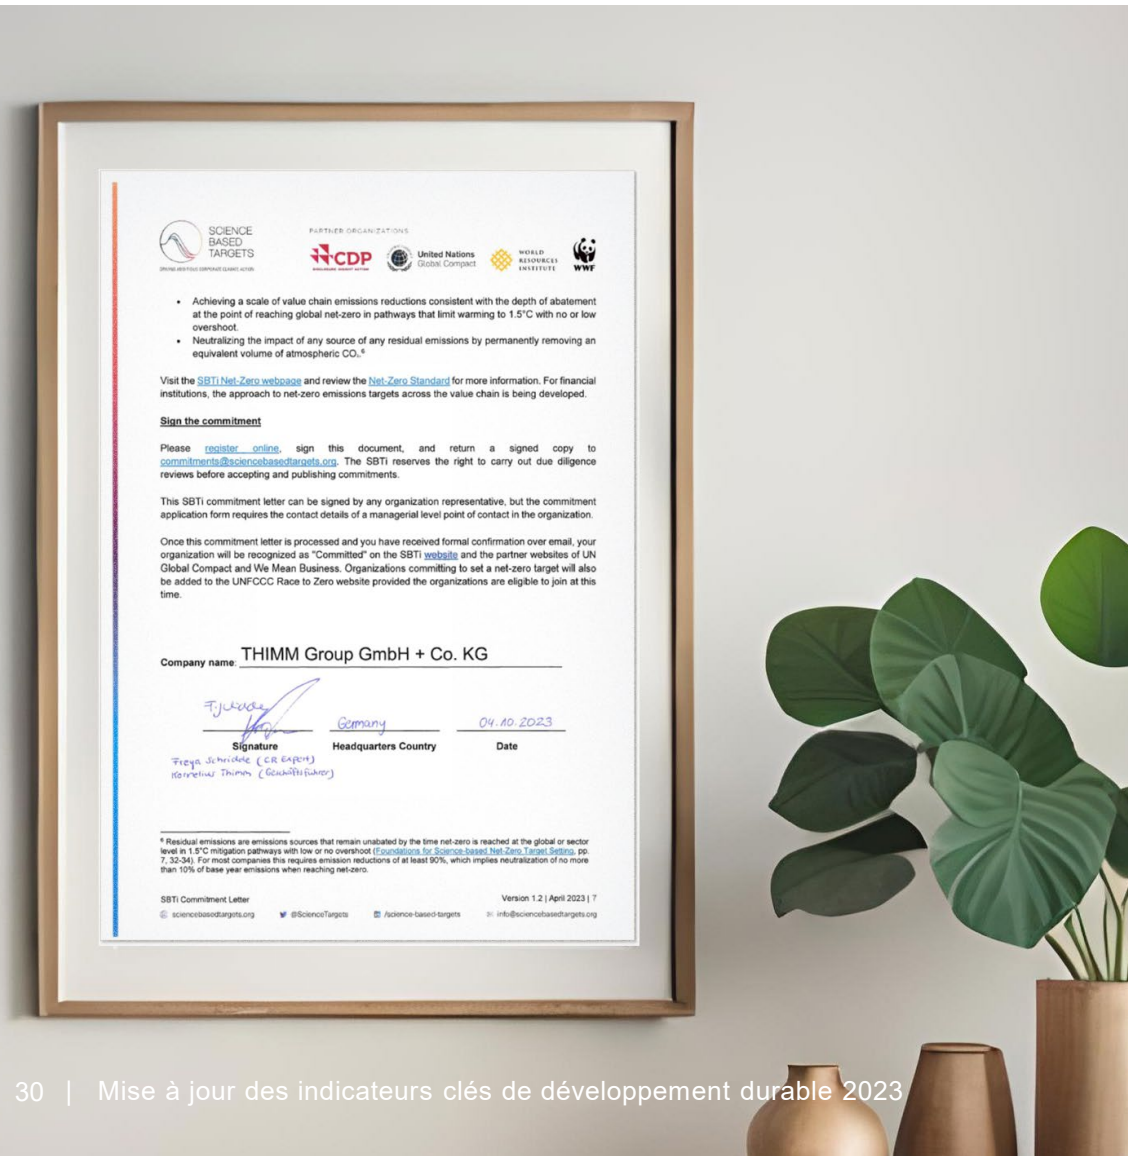 SCIENCE
BASED
TARGETS
DRIVING AMBITIOUS CORPORATE CLIMATE ACTION
PARTNER ORGANIZATIONS
CDP
DISCLOSURE INSIGHT ACTION
United Nations
Global Compact
WORLD
RESOURCES
INSTITUTE
WWF
• Achieving a scale of value chain emissions reductions consistent with the depth of abatement
at the point of reaching global net-zero in pathways that limit warming to 1.5°C with no or low
overshoot.
• Neutralizing the impact of any source of any residual emissions by permanently removing an
equivalent volume of atmospheric CO₂.⁶
Visit the SBTi Net-Zero webpage and review the Net-Zero Standard for more information. For financial
institutions, the approach to net-zero emissions targets across the value chain is being developed.
Sign the commitment
Please register online, sign this document, and return a signed copy to
commitments@sciencebasedtargets.org. The SBTi reserves the right to carry out due diligence
reviews before accepting and publishing commitments.
This SBTi commitment letter can be signed by any organization representative, but the commitment
application form requires the contact details of a managerial level point of contact in the organization.
Once this commitment letter is processed and you have received formal confirmation over email, your
organization will be recognized as "Committed" on the SBTi website and the partner websites of UN
Global Compact and We Mean Business. Organizations committing to set a net-zero target will also
be added to the UNFCCC Race to Zero website provided the organizations are eligible to join at this
time.
Company name: THIMM Group GmbH + Co. KG
Germany 04.10.2023
Signature Headquarters Country Date
Freya Schridde (CR Expert)
Kornelius Thimm (Geschäftsführer)
⁶ Residual emissions are emissions sources that remain unabated by the time net-zero is reached at the global or sector
level in 1.5°C mitigation pathways with low or no overshoot (Foundations for Science-based Net-Zero Target Setting, pp.
7, 32-34). For most companies this requires emission reductions of at least 90%, which implies neutralization of no more
than 10% of base year emissions when reaching net-zero.
SBTi Commitment Letter Version 1.2 | April 2023 | 7
sciencebasedtargets.org @ScienceTargets /science-based-targets info@sciencebasedtargets.org
30 | Mise à jour des indicateurs clés de développement durable 2023